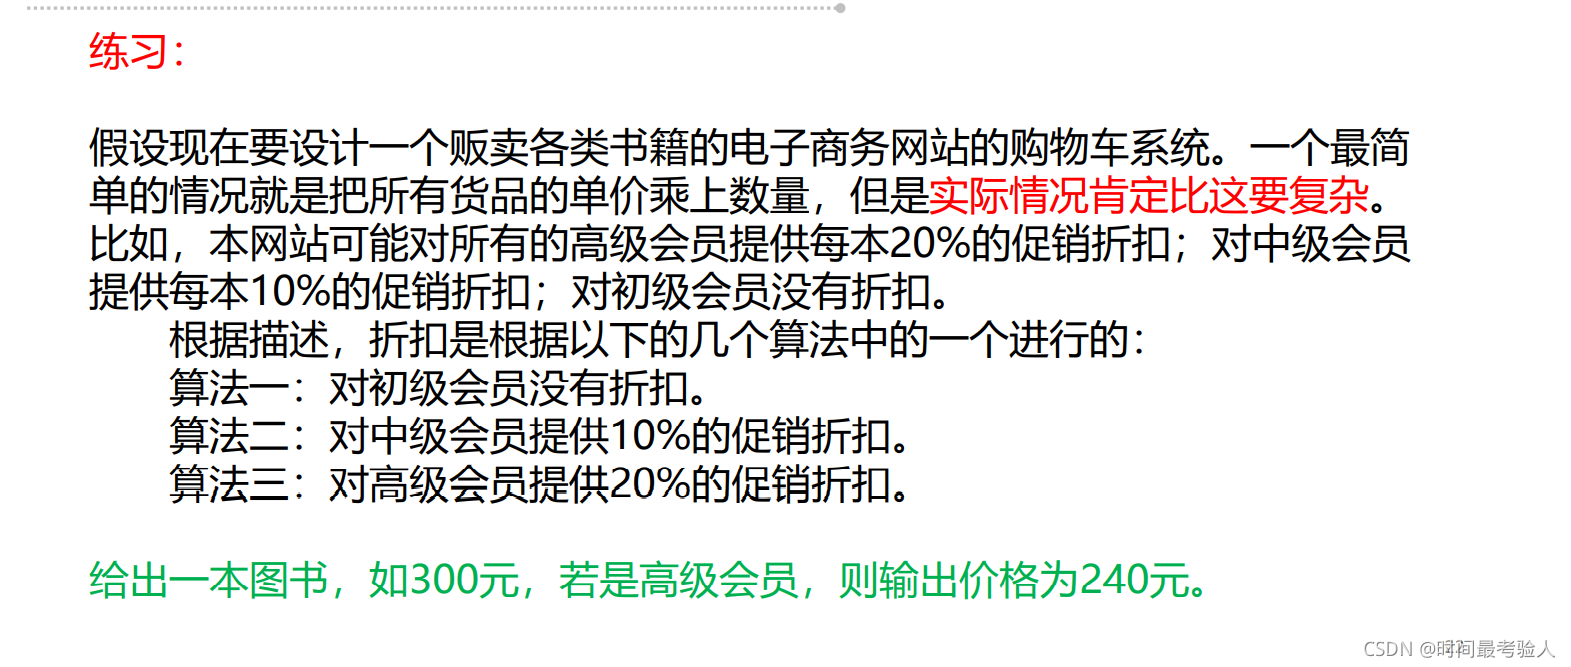 练习：
假设现在要设计一个贩卖各类书籍的电子商务网站的购物车系统。一个最简
单的情况就是把所有货品的单价乘上数量，但是实际情况肯定比这要复杂。
比如，本网站可能对所有的高级会员提供每本20%的促销折扣；对中级会员
提供每本10%的促销折扣；对初级会员没有折扣。
根据描述，折扣是根据以下的几个算法中的一个进行的：
算法一：对初级会员没有折扣。
算法二：对中级会员提供10%的促销折扣。
算法三：对高级会员提供20%的促销折扣。
给出一本图书，如300元，若是高级会员，则输出价格为240元。
CSDN @时间最考验人